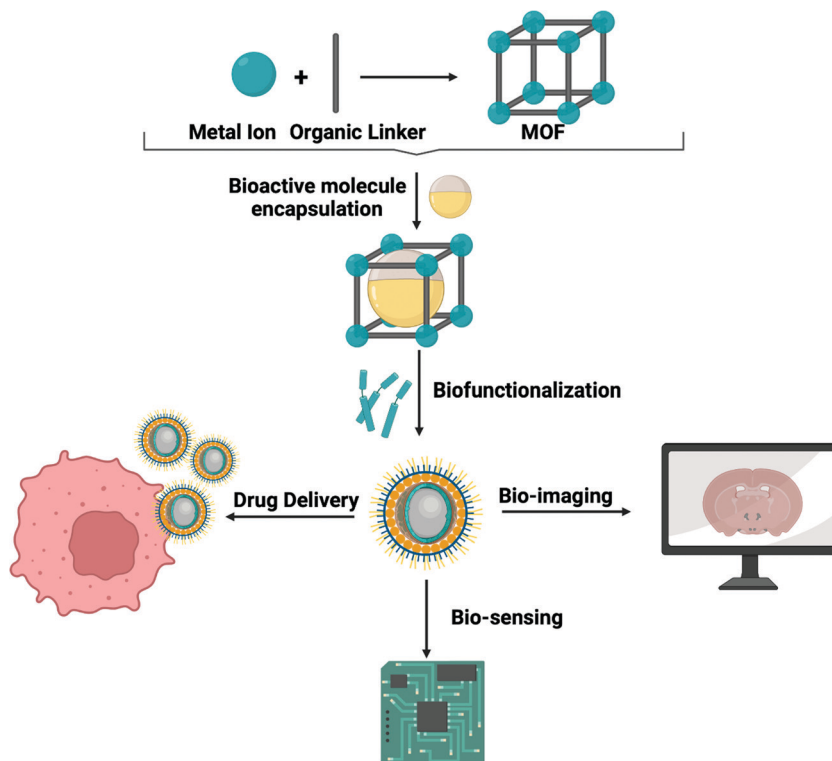 +
Metal Ion Organic Linker MOF
Bioactive molecule
encapsulation
Biofunctionalization
Drug Delivery
Bio-imaging
Bio-sensing